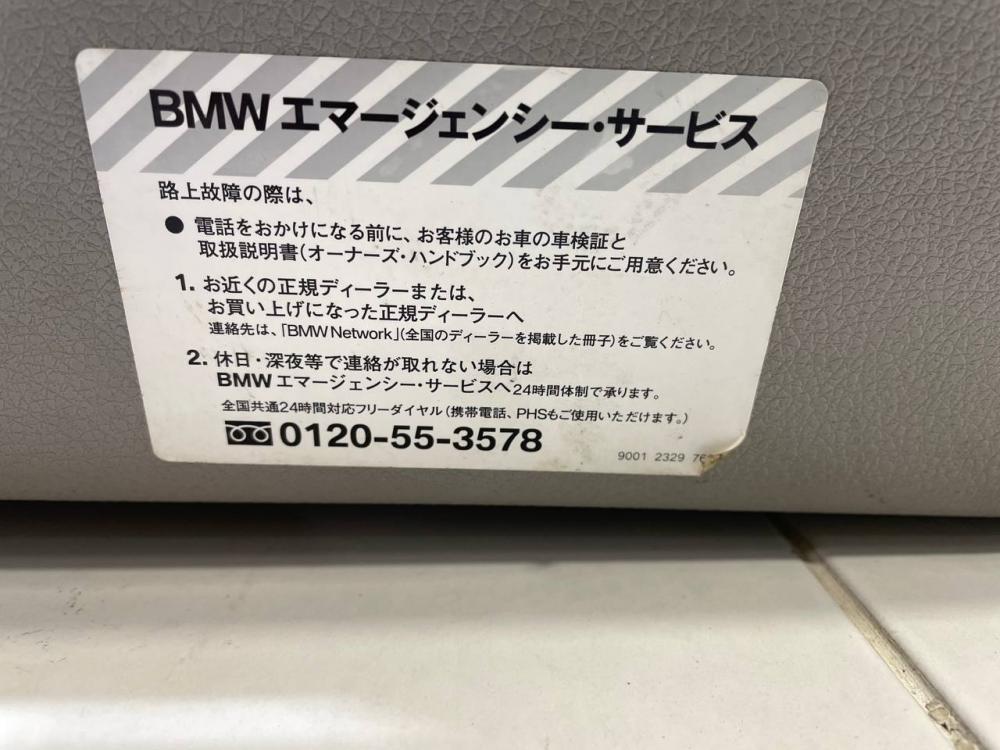 BMW エマージェンシー・サービス
路上故障の際は、
● 電話をおかけになる前に、お客様のお車の車検証と
取扱説明書(オーナーズ・ハンドブック)をお手元にご用意ください。
1. お近くの正規ディーラーまたは、
お買い上げになった正規ディーラーへ
連絡先は、「BMW Network」(全国のディーラーを掲載した冊子)をご覧ください。
2. 休日・深夜等で連絡が取れない場合は
BMW エマージェンシー・サービスへ 24時間体制で承ります。
全国共通24時間対応フリーダイヤル(携帯電話、PHSもご使用いただけます。)
0120-55-3578
9001 2329